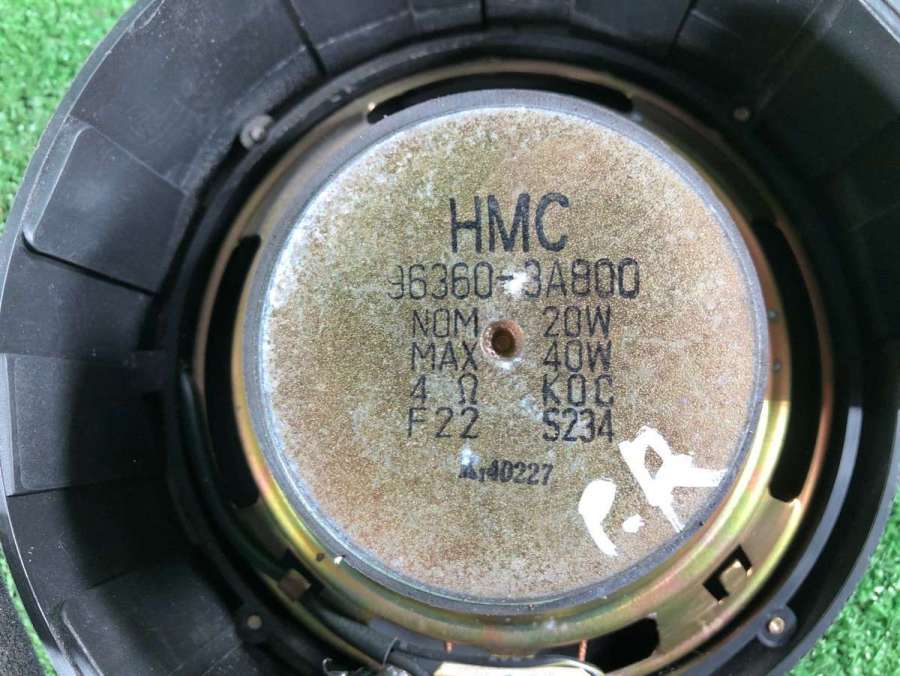 HMC
96360-3A800
NOM 20W
MAX 40W
4 Ω KOC
F22 S234
40227
P.R